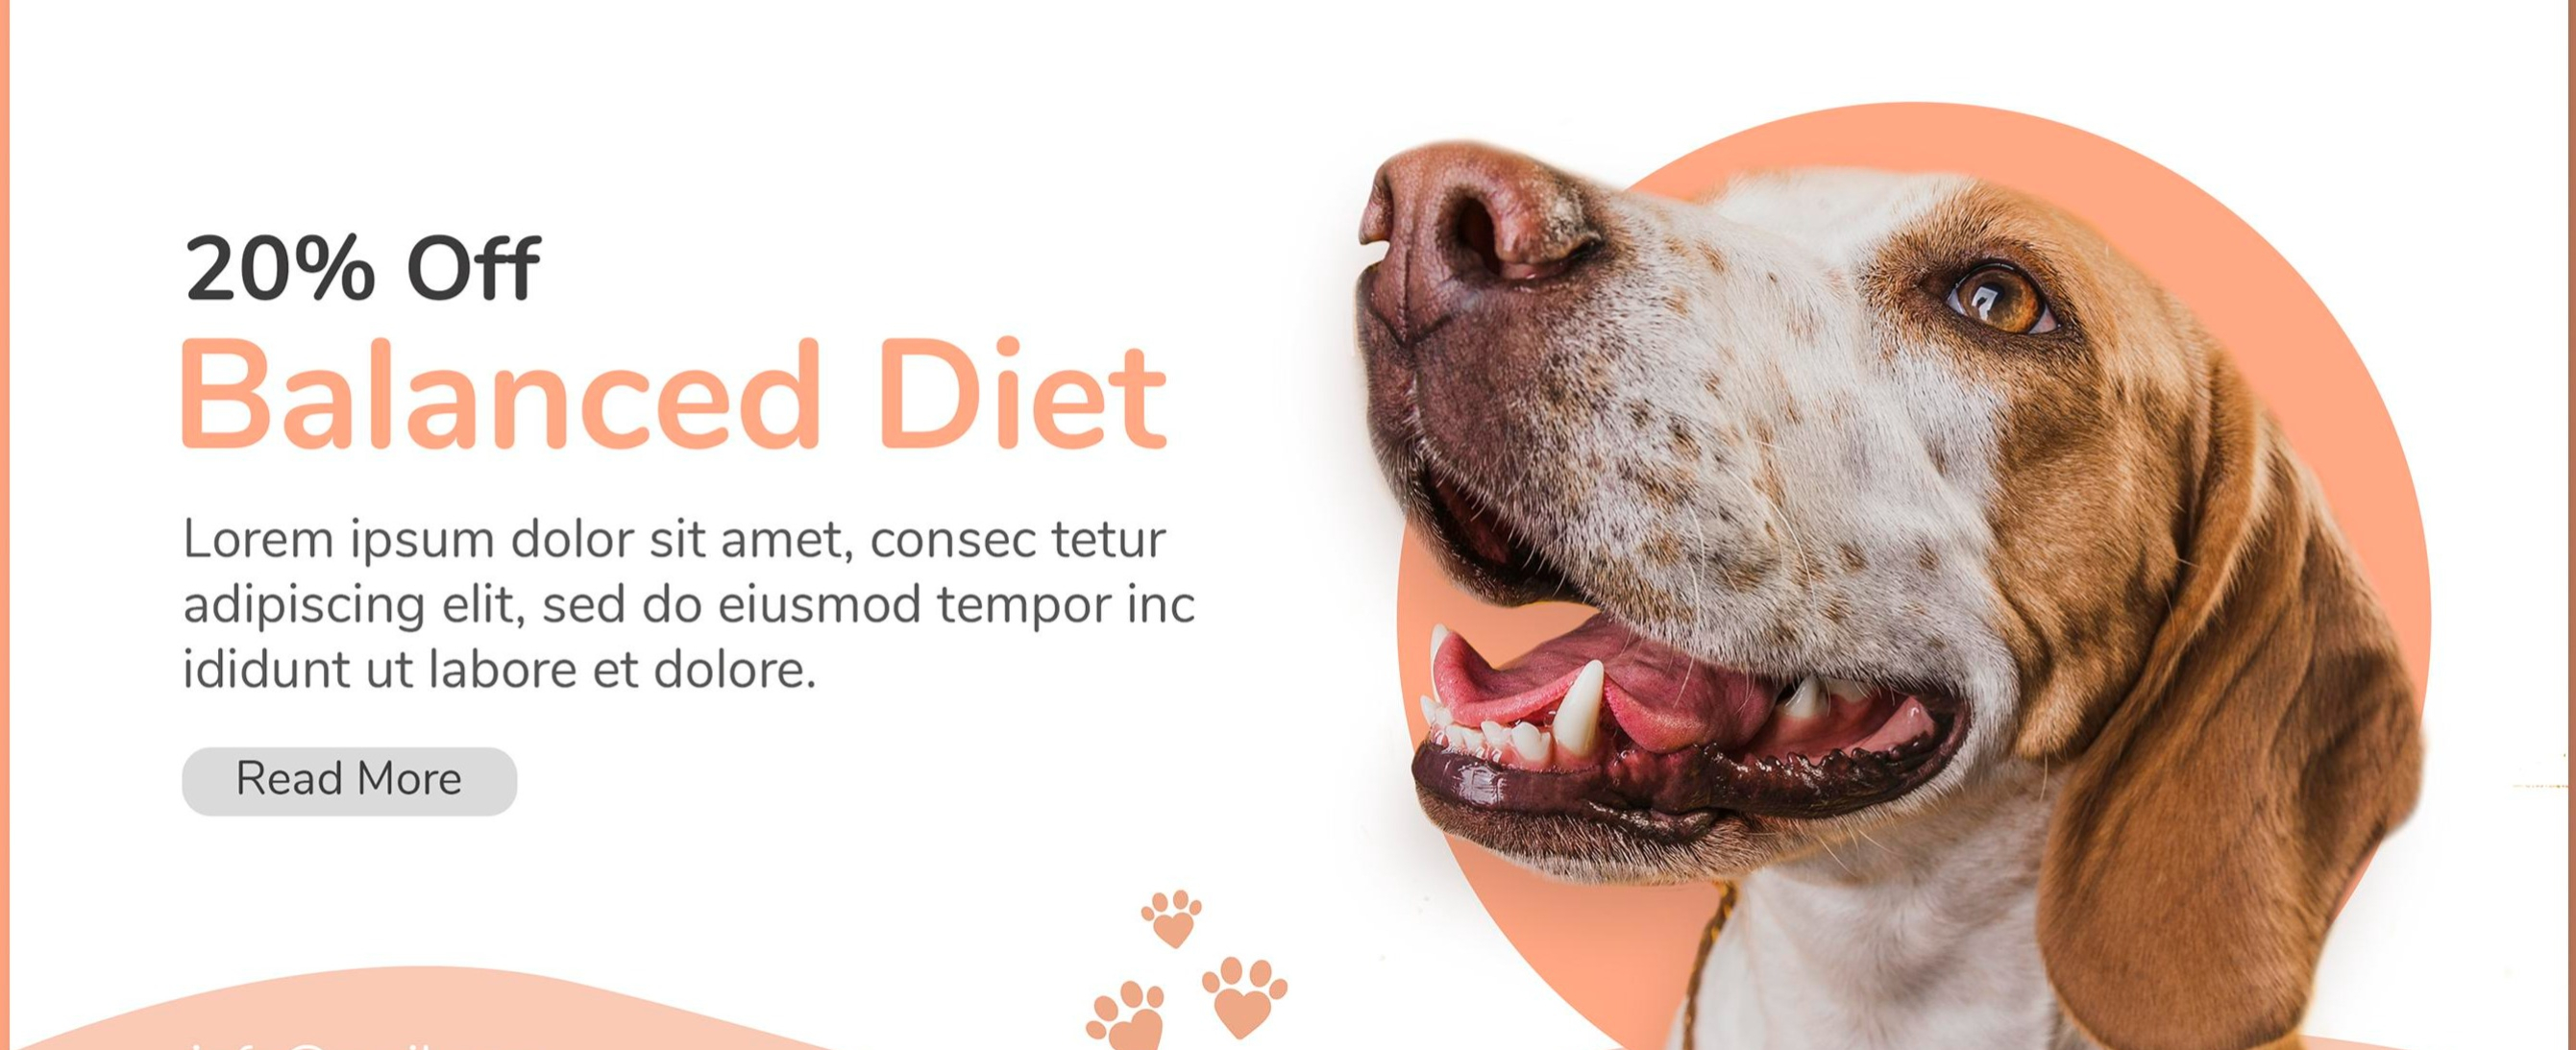 20% Off
Balanced Diet
Lorem ipsum dolor sit amet, consec tetur
adipiscing elit, sed do eiusmod tempor inc
ididunt ut labore et dolore.
Read More